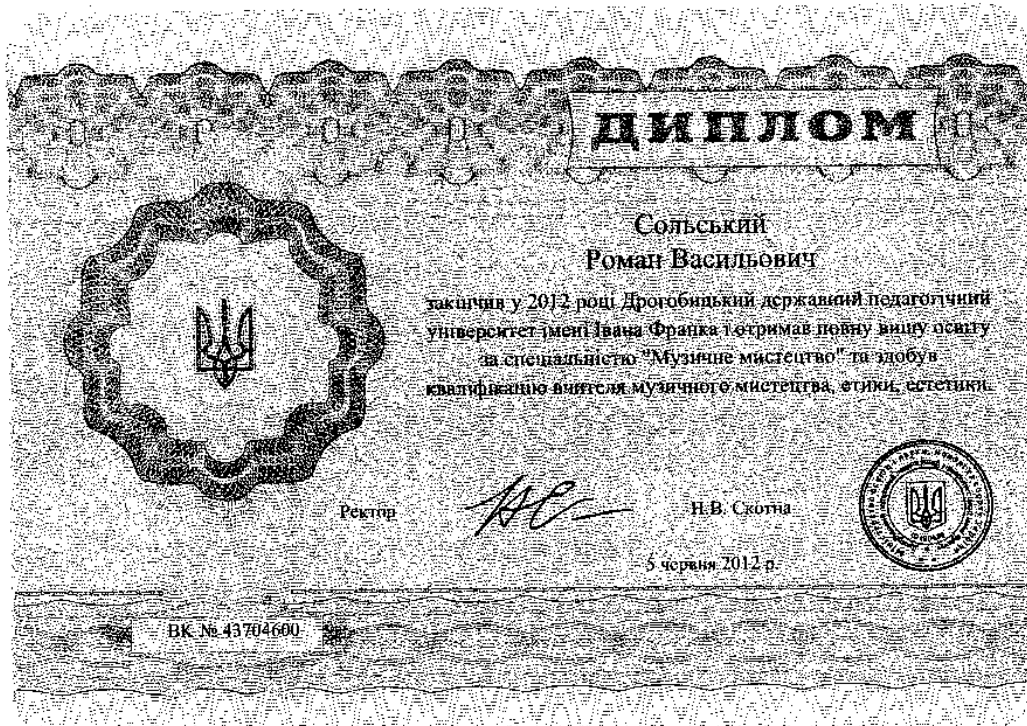 ДИПЛОМ
Сольський
Роман Васильович
закінчив у 2012 році Дрогобицький державний педагогічний
університет імені Івана Франка і отримав повну вищу освіту
за спеціальністю "Музичне мистецтво" та здобув
кваліфікацію вчителя музичного мистецтва, етики, естетики.
Ректор
Н.В. Скотна
5 червня 2012 р.
ВК № 43704600